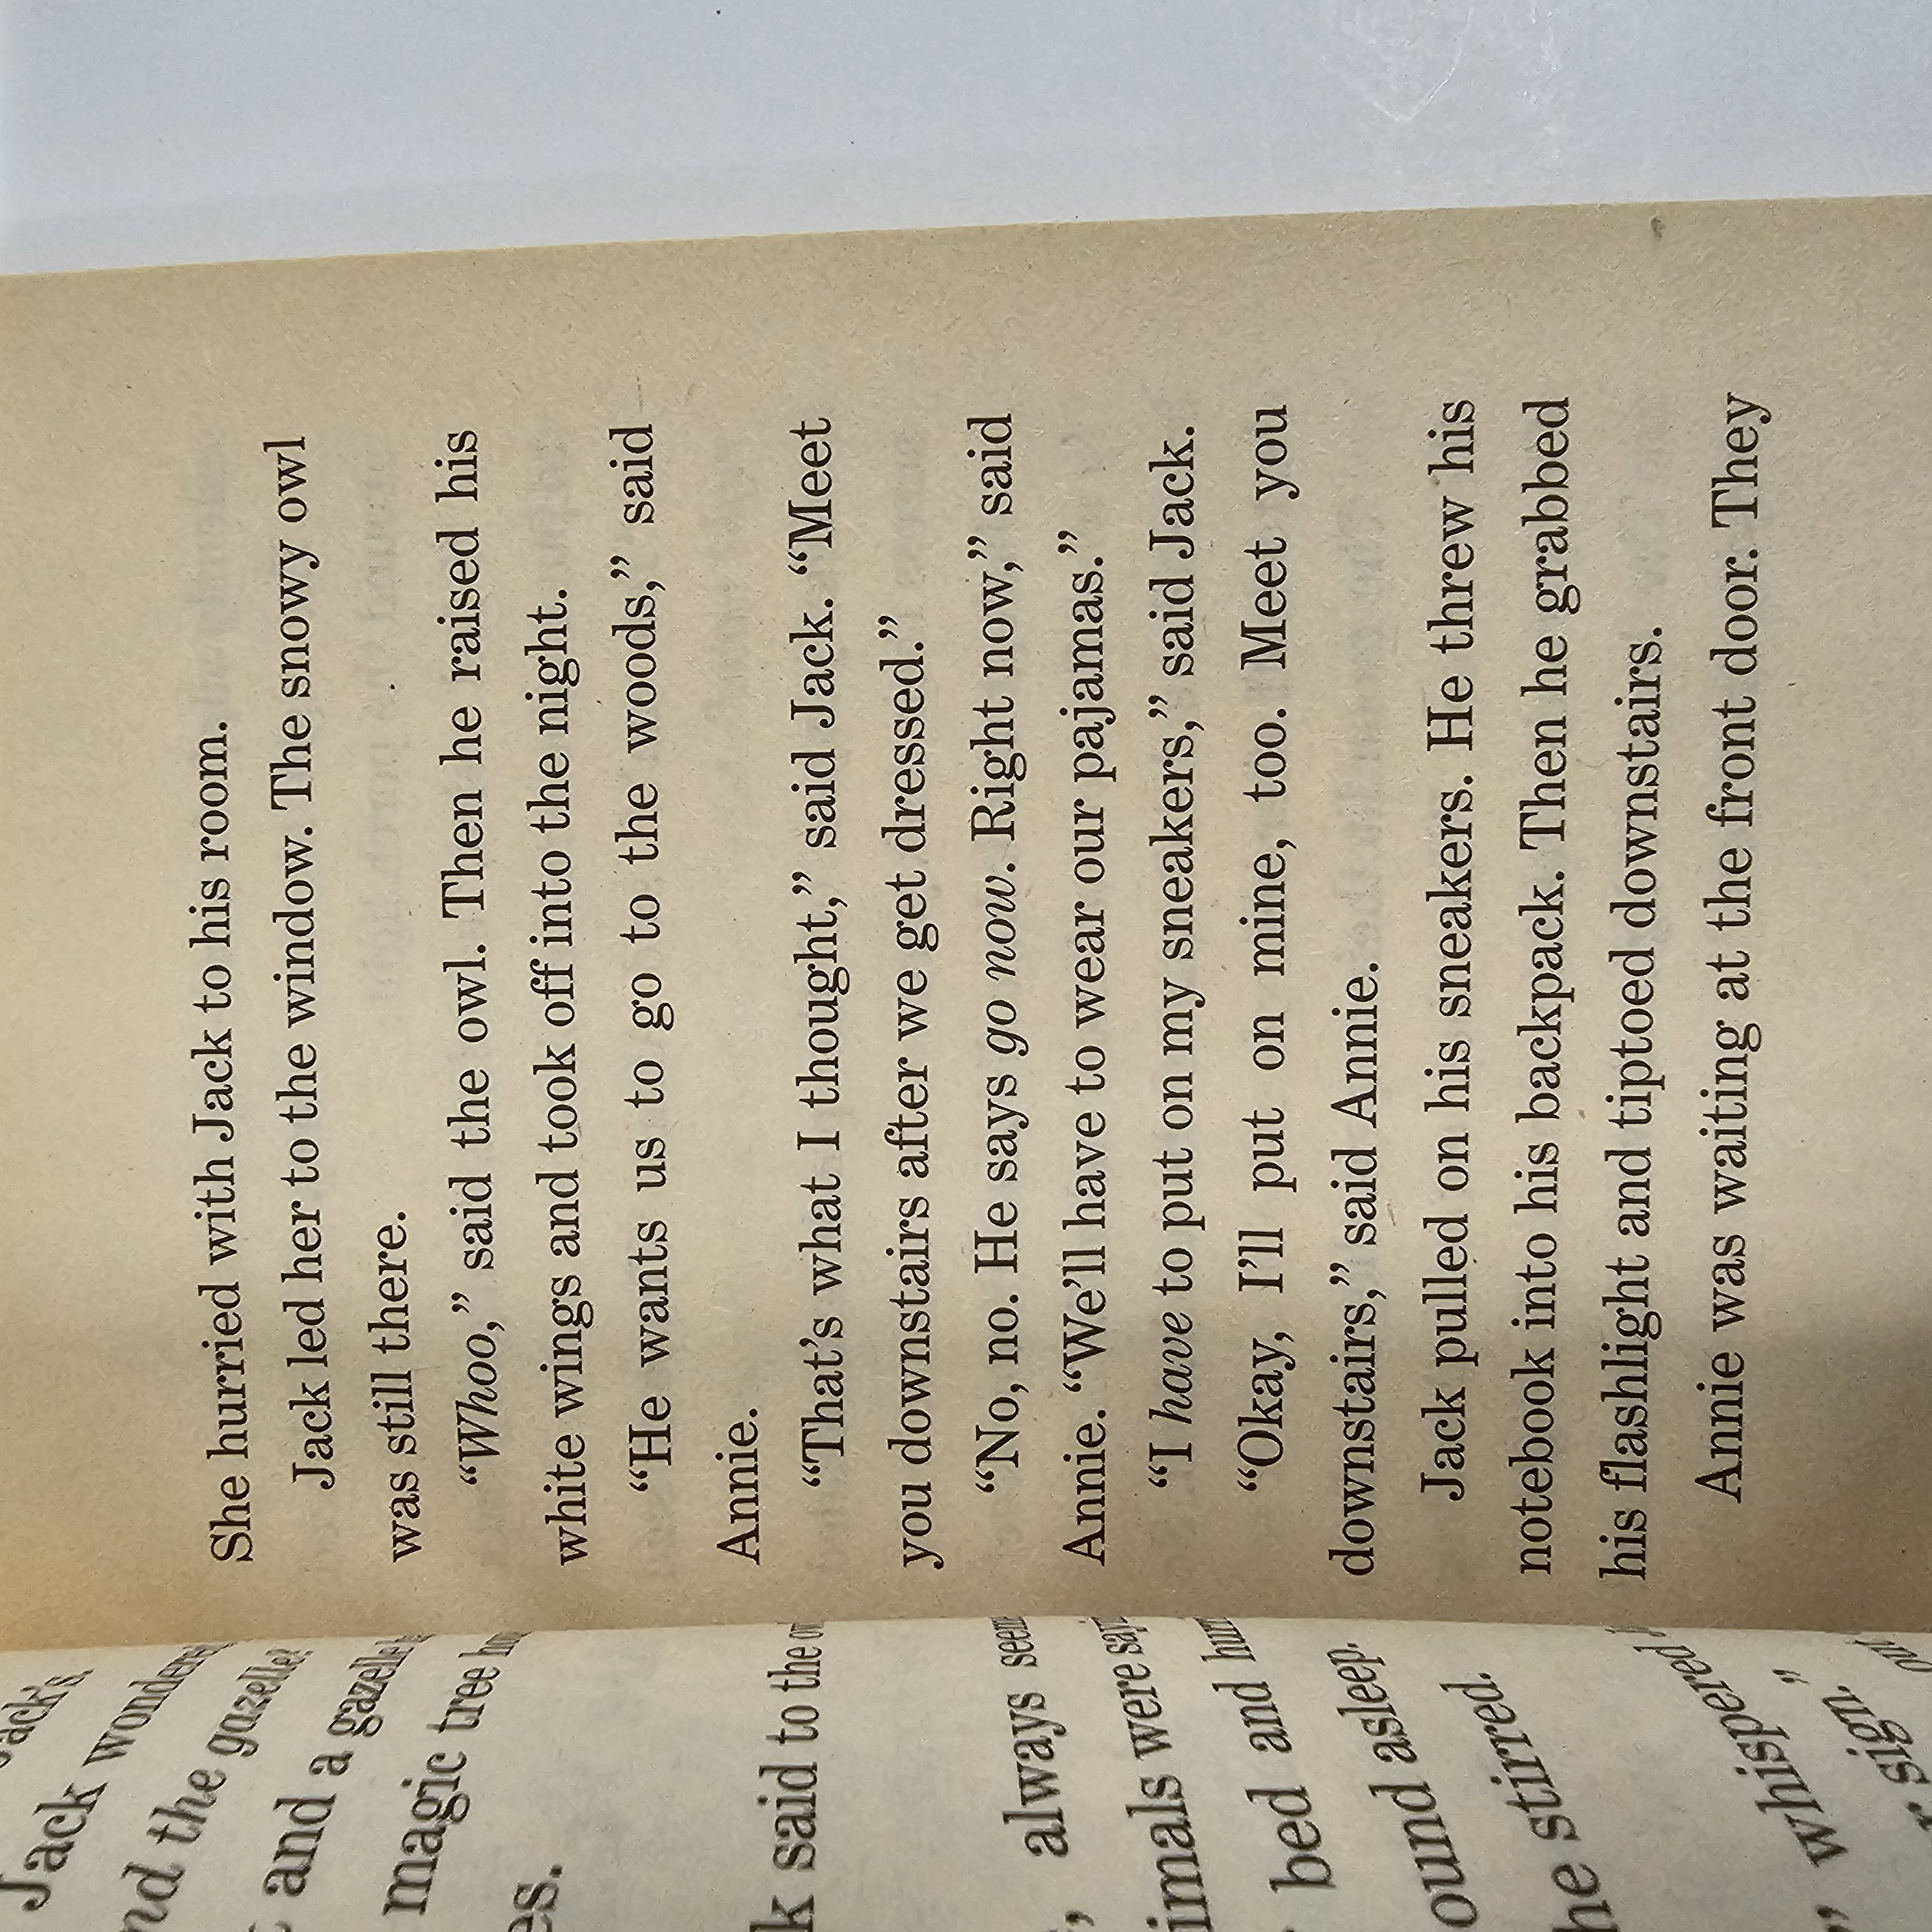 ack's.
Jack wondered
nd the gazelle?
and a gazelle
magic tree
es.
k said to the
always
imals were
bed and
ound asleep.
he stirred.
” whispered
r sign.”
out
She hurried with Jack to his room.
Jack led her to the window. The snowy owl
was still there.
“Whoo,” said the owl. Then he raised his
white wings and took off into the night.
“He wants us to go to the woods,” said
Annie.
“That’s what I thought,” said Jack. “Meet
you downstairs after we get dressed.”
“No, no. He says go now. Right now,” said
Annie. “We’ll have to wear our pajamas.”
“I have to put on my sneakers,” said Jack.
“Okay, I’ll put on mine, too. Meet you
downstairs,” said Annie.
Jack pulled on his sneakers. He threw his
notebook into his backpack. Then he grabbed
his flashlight and tiptoed downstairs.
Annie was waiting at the front door. They